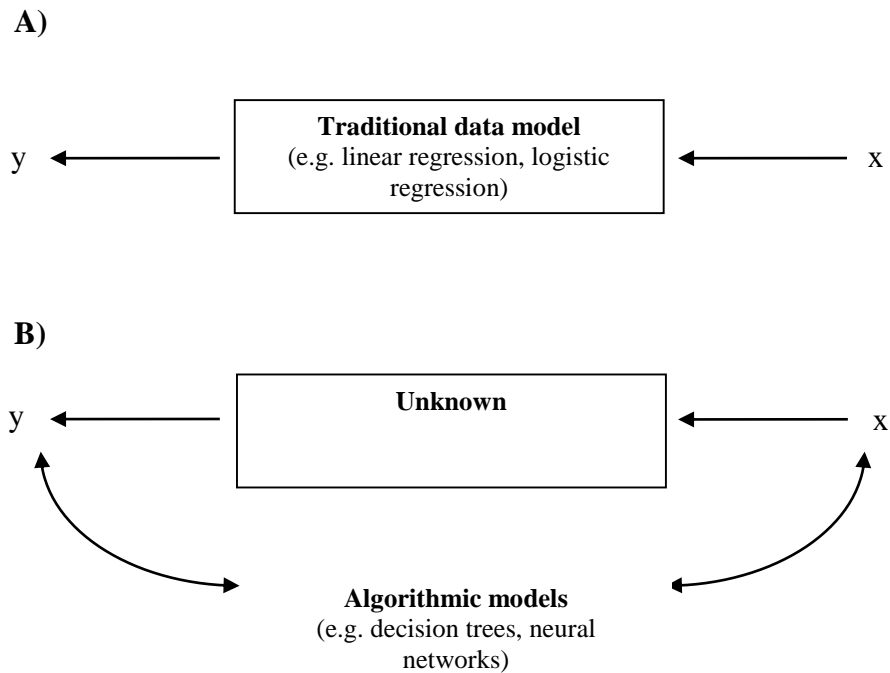 A)
Traditional data model
y (e.g. linear regression, logistic x
regression)
B)
Unknown
y x
Algorithmic models
(e.g. decision trees, neural
networks)